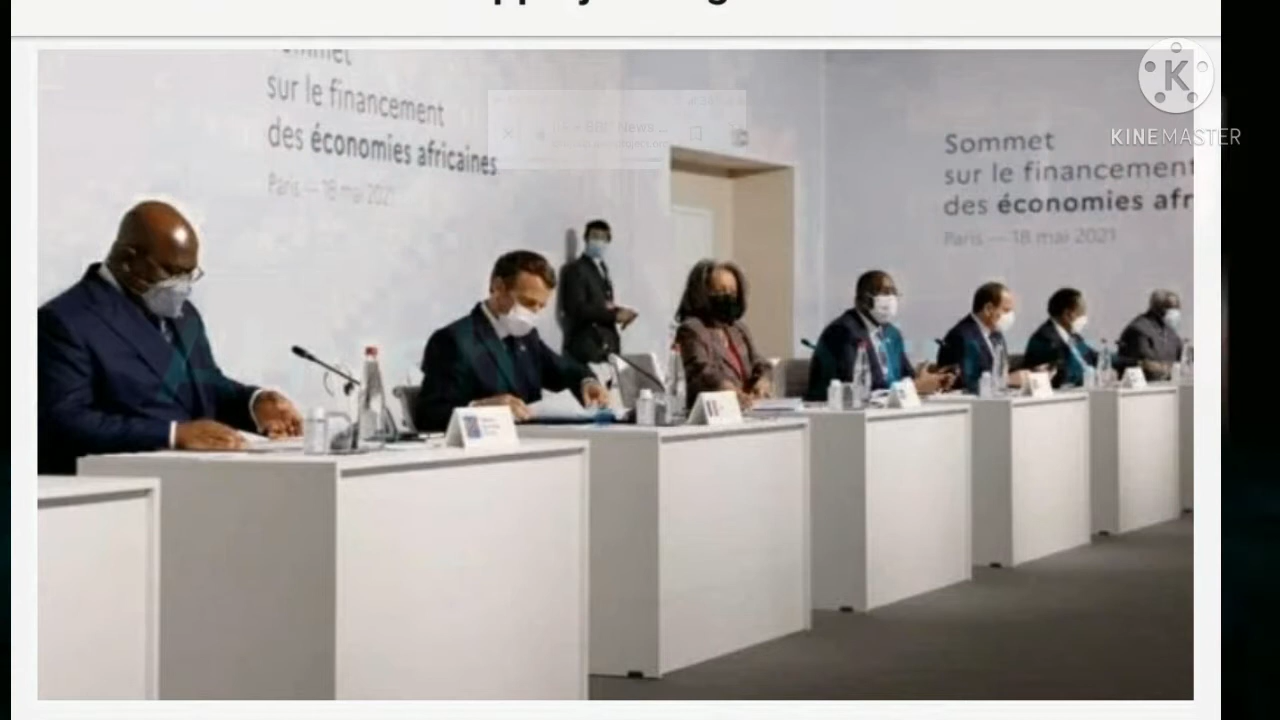 Sommet
sur le financement
des économies africaines
Paris — 18 mai 2021
Sommet
sur le financement
des économies afr
Paris — 18 mai 2021
K
KINEMASTER